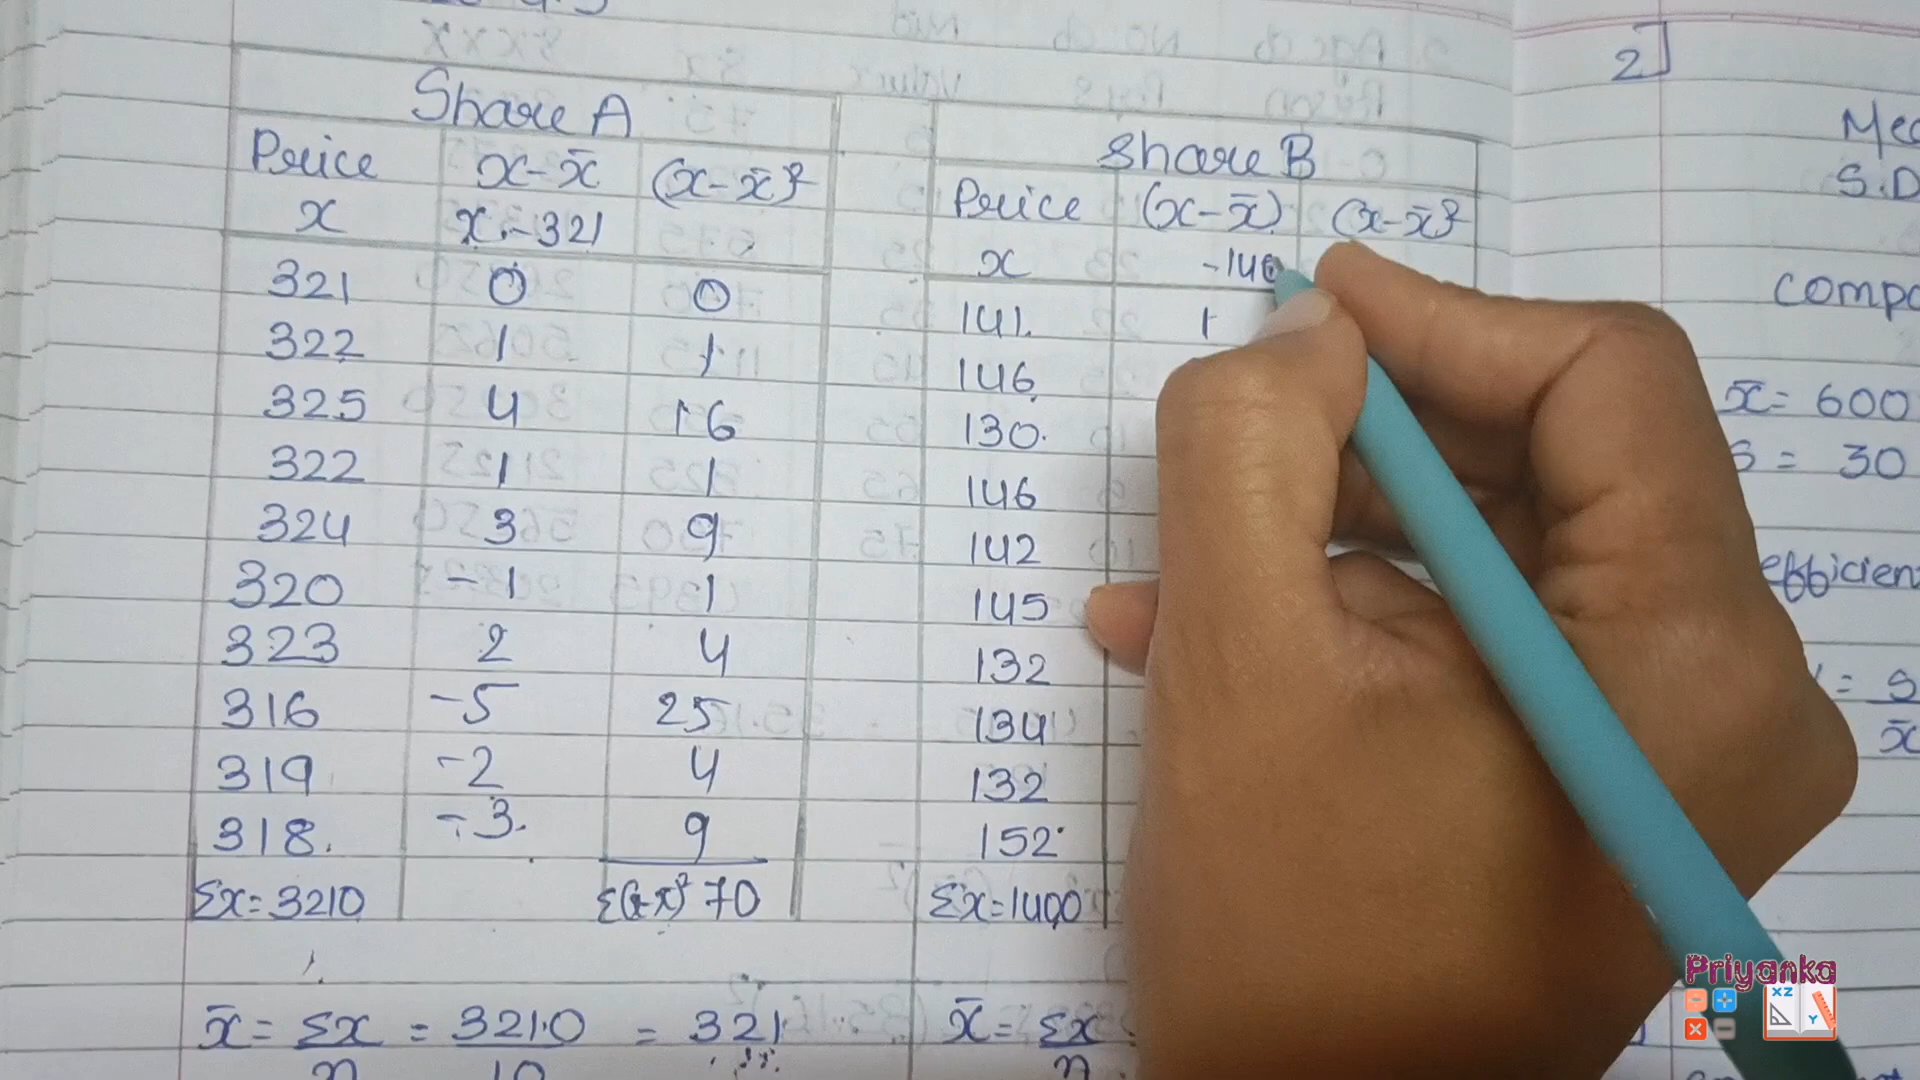 Share A
Price x-x̄ (x-x̄)²
x x-321
321 0 0
322 1 1
325 4 16
322 1 1
324 3 9
320 -1 1
323 2 4
316 -5 25
319 -2 4
318. -3. 9
Σx=3210 Σ(x-x̄)² 70
x̄ = Σx = 3210 = 321
n 10
Share B
Price (x-x̄) (x-x̄)²
x -140
141. 1
146
130.
146
142
145
132
134
132
152
Σx=1400
x̄ = Σx
n
2]
S.D
x̄ = 600
= 30
Priyanka
XZ
Y